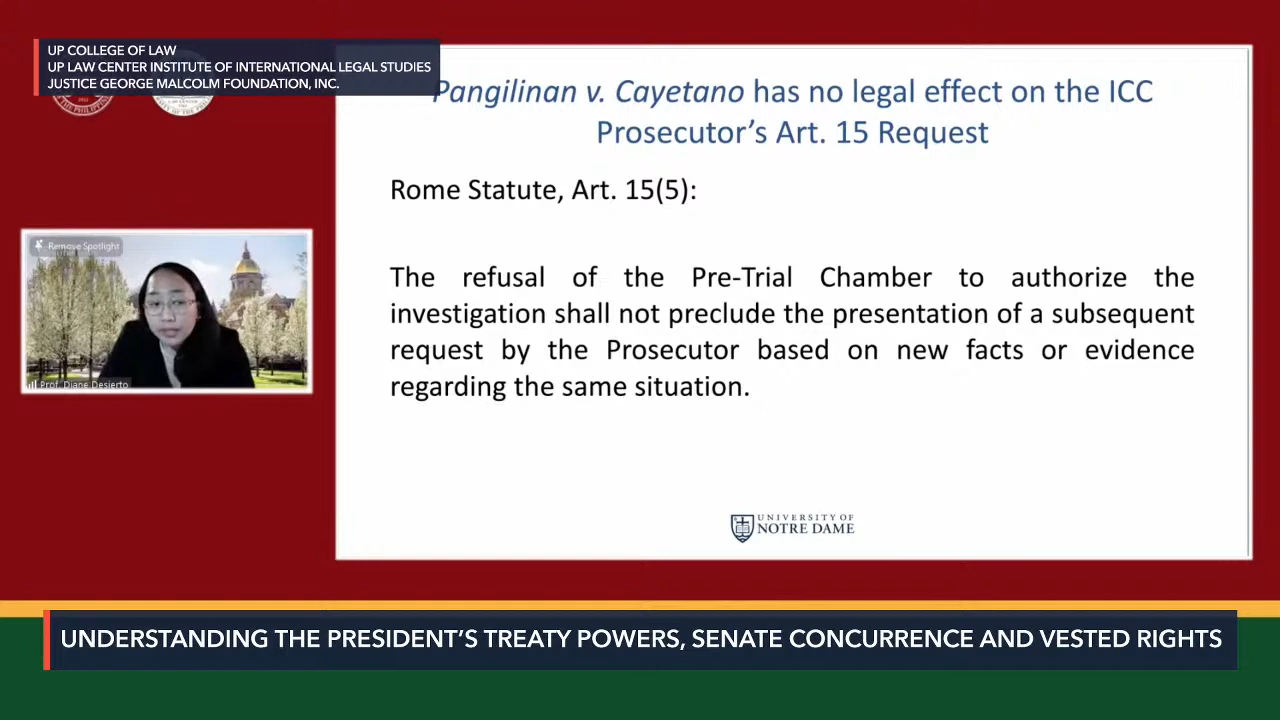 UP COLLEGE OF LAW
UP LAW CENTER INSTITUTE OF INTERNATIONAL LEGAL STUDIES
JUSTICE GEORGE MALCOLM FOUNDATION, INC.
Pangilinan v. Cayetano has no legal effect on the ICC
Prosecutor’s Art. 15 Request
Rome Statute, Art. 15(5):
The refusal of the Pre-Trial Chamber to authorize the
investigation shall not preclude the presentation of a subsequent
request by the Prosecutor based on new facts or evidence
regarding the same situation.
Remove Spotlight
Prof. Diane Desierto
UNIVERSITY OF
NOTRE DAME
UNDERSTANDING THE PRESIDENT’S TREATY POWERS, SENATE CONCURRENCE AND VESTED RIGHTS